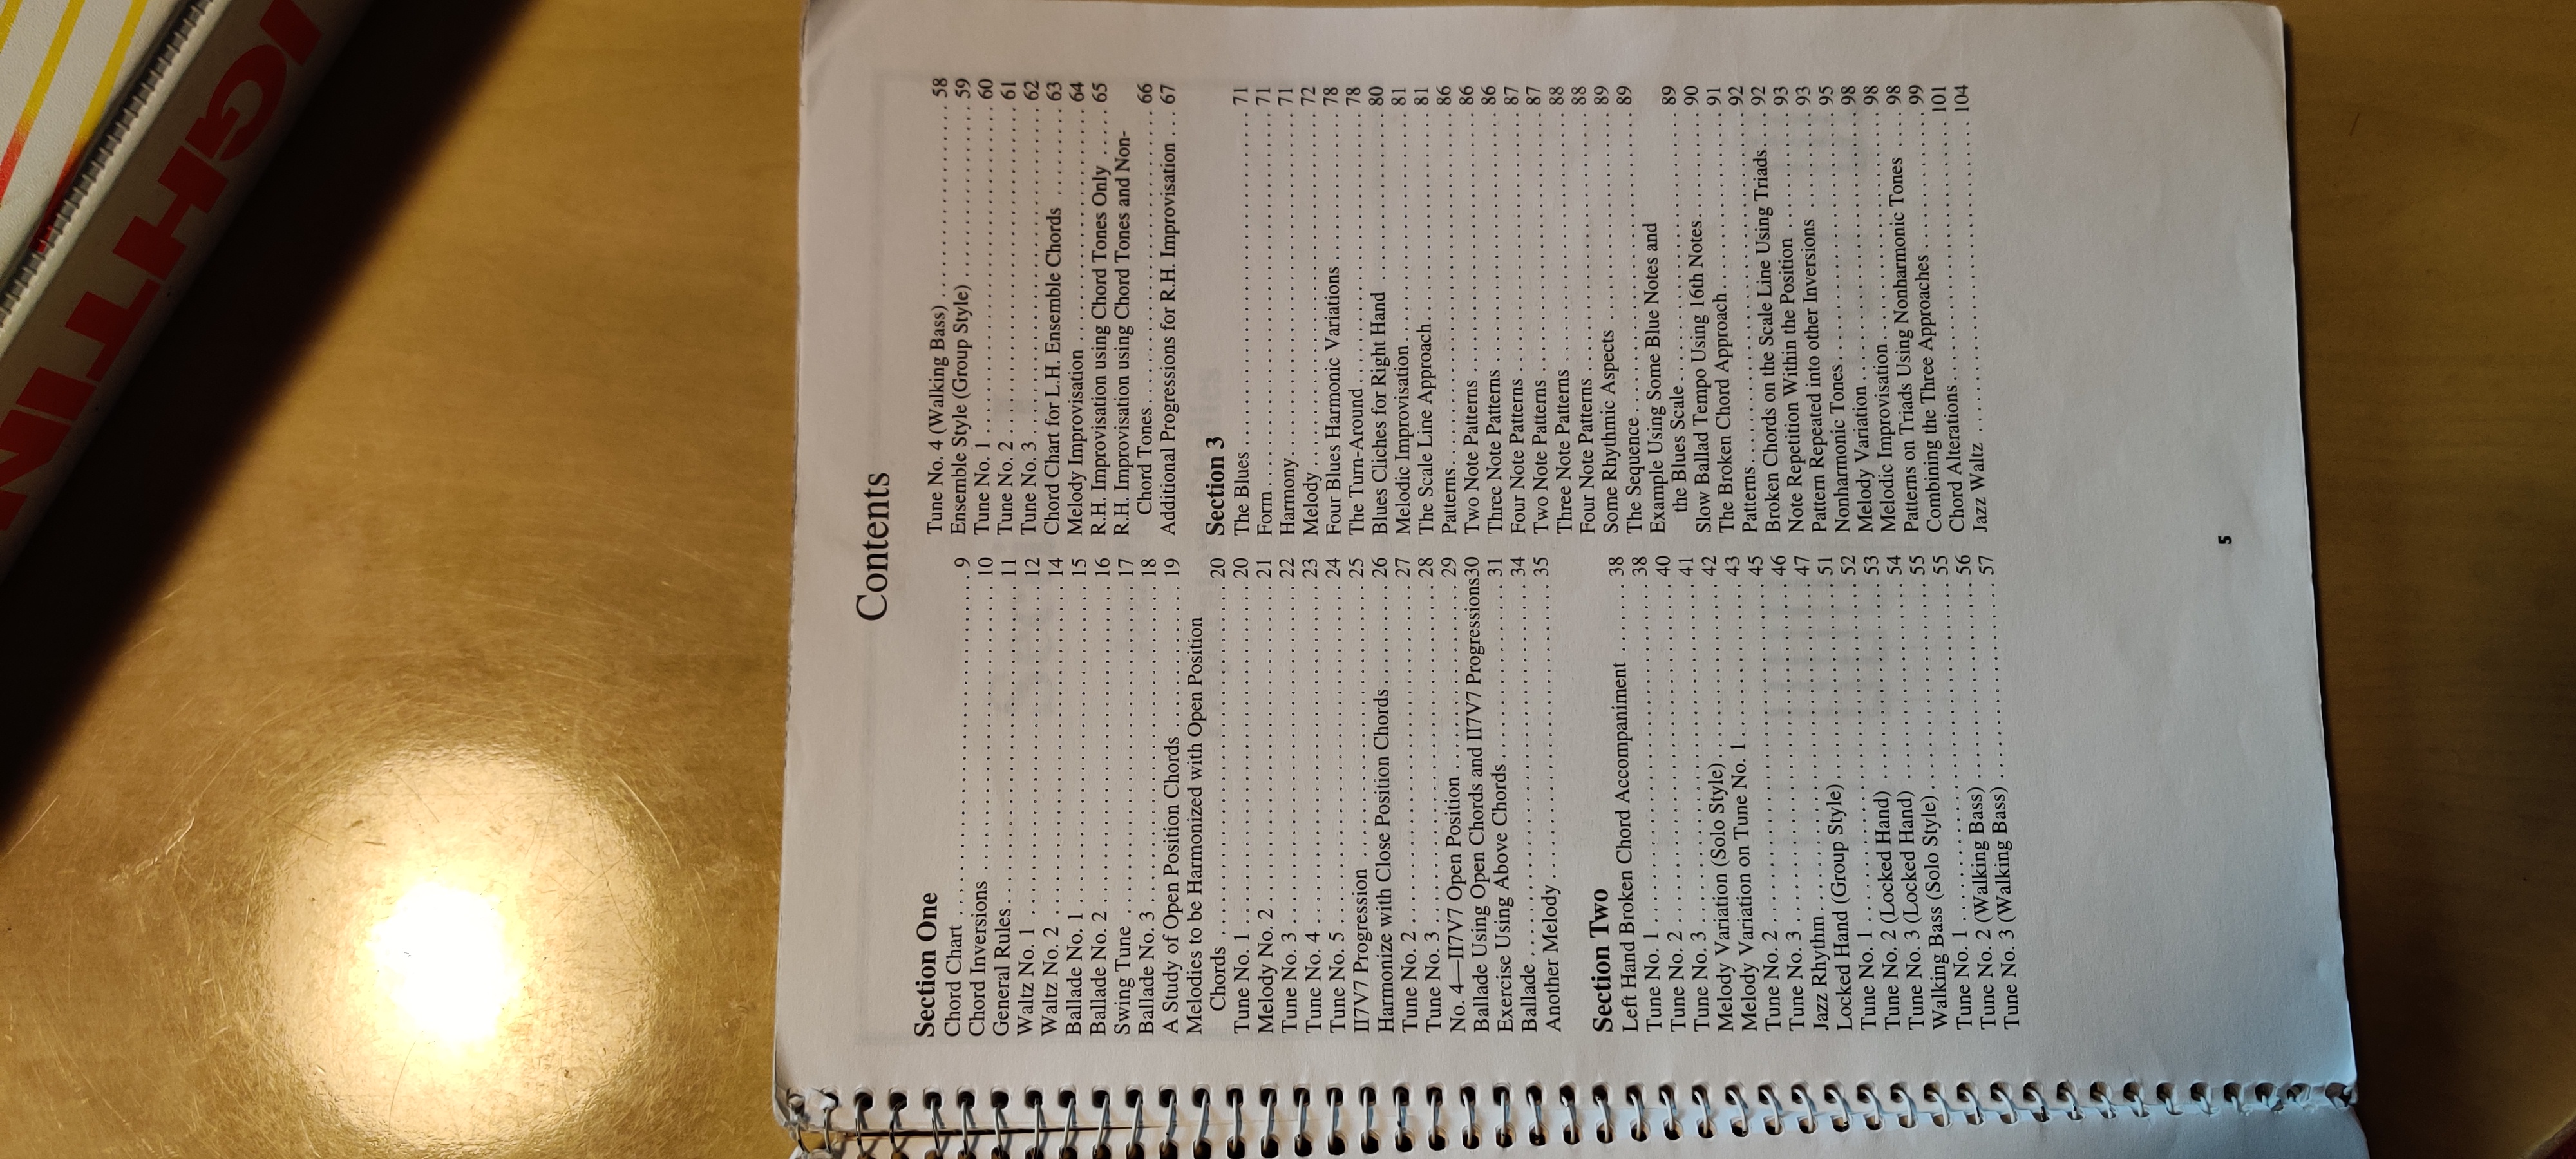 Contents
Section One
Chord Chart . . . . . 9
Chord Inversions . . . . . 10
General Rules . . . . . 11
Waltz No. 1 . . . . . 12
Waltz No. 2 . . . . . 14
Ballade No. 1 . . . . . 15
Ballade No. 2 . . . . . 16
Swing Tune . . . . . 17
Ballade No. 3 . . . . . 18
A Study of Open Position Chords . . . . . 19
Melodies to be Harmonized with Open Position
Chords . . . . . 20
Tune No. 1 . . . . . 20
Melody No. 2 . . . . . 21
Tune No. 3 . . . . . 22
Tune No. 4 . . . . . 23
Tune No. 5 . . . . . 24
II7V7 Progression . . . . . 25
Harmonize with Close Position Chords . . . . . 26
Tune No. 2 . . . . . 27
Tune No. 3 . . . . . 28
No. 4—II7V7 Open Position . . . . . 29
Ballade Using Open Chords and II7V7 Progressions30
Exercise Using Above Chords . . . . . 31
Ballade . . . . . 34
Another Melody . . . . . 35
Section Two
Left Hand Broken Chord Accompaniment . . . . . 38
Tune No. 1 . . . . . 38
Tune No. 2 . . . . . 40
Tune No. 3 . . . . . 41
Melody Variation (Solo Style) . . . . . 42
Melody Variation on Tune No. 1 . . . . . 43
Tune No. 2 . . . . . 45
Tune No. 3 . . . . . 46
Jazz Rhythm . . . . . 47
Locked Hand (Group Style) . . . . . 51
Tune No. 1 . . . . . 52
Tune No. 2 (Locked Hand) . . . . . 53
Tune No. 3 (Locked Hand) . . . . . 54
Walking Bass (Solo Style) . . . . . 55
Tune No. 1 . . . . . 55
Tune No. 2 (Walking Bass) . . . . . 56
Tune No. 3 (Walking Bass) . . . . . 57
Tune No. 4 (Walking Bass) . . . . . 58
Ensemble Style (Group Style) . . . . . 59
Tune No. 1 . . . . . 60
Tune No. 2 . . . . . 61
Tune No. 3 . . . . . 62
Chord Chart for L.H. Ensemble Chords . . . . . 63
Melody Improvisation . . . . . 64
R.H. Improvisation using Chord Tones Only . . . . . 65
R.H. Improvisation using Chord Tones and Non-
Chord Tones . . . . . 66
Additional Progressions for R.H. Improvisation . . . 67
Section 3
The Blues . . . . . 71
Form . . . . . 71
Harmony . . . . . 71
Melody . . . . . 72
Four Blues Harmonic Variations . . . . . 78
The Turn-Around . . . . . 78
Blues Cliches for Right Hand . . . . . 80
Melodic Improvisation . . . . . 81
The Scale Line Approach . . . . . 81
Patterns . . . . . 86
Two Note Patterns . . . . . 86
Three Note Patterns . . . . . 86
Four Note Patterns . . . . . 87
Two Note Patterns . . . . . 87
Three Note Patterns . . . . . 88
Four Note Patterns . . . . . 88
Some Rhythmic Aspects . . . . . 89
The Sequence . . . . . 89
Example Using Some Blue Notes and
the Blues Scale . . . . . 89
Slow Ballad Tempo Using 16th Notes . . . . . 90
The Broken Chord Approach . . . . . 91
Patterns . . . . . 92
Broken Chords on the Scale Line Using Triads . . . 92
Note Repetition Within the Position . . . . . 93
Pattern Repeated into other Inversions . . . . . 93
Nonharmonic Tones . . . . . 95
Melody Variation . . . . . 98
Melodic Improvisation . . . . . 98
Patterns on Triads Using Nonharmonic Tones . . . . . 98
Combining the Three Approaches . . . . . 99
Chord Alterations . . . . . 101
Jazz Waltz . . . . . 104
5